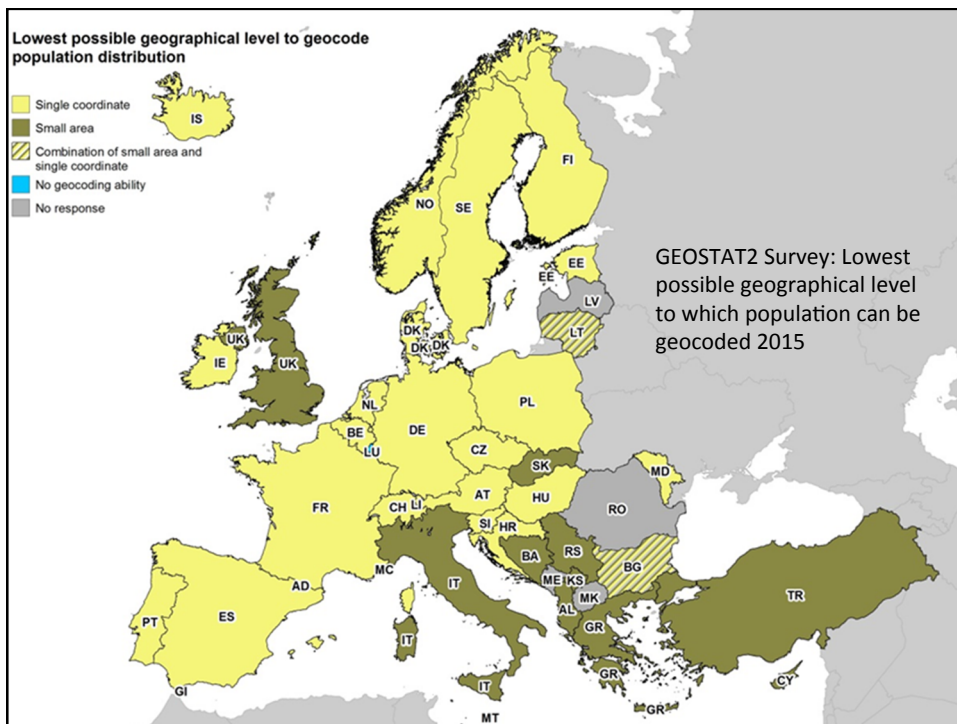 Lowest possible geographical level to geocode
population distribution
Single coordinate
Small area
Combination of small area and
single coordinate
No geocoding ability
No response
IS
NO
SE
FI
GEOSTAT2 Survey: Lowest
possible geographical level
to which population can be
geocoded 2015
EE
EE
LV
LT
DK
DK
DK
UK
IE
UK
NL
PL
BE
DE
LU
CZ
SK
MD
FR
AT
HU
CH
LI
RO
SI
HR
BA
RS
BG
MC
IT
ME
KS
MK
AD
TR
PT
ES
IT
AL
GR
IT
GR
CY
GI
GR
MT